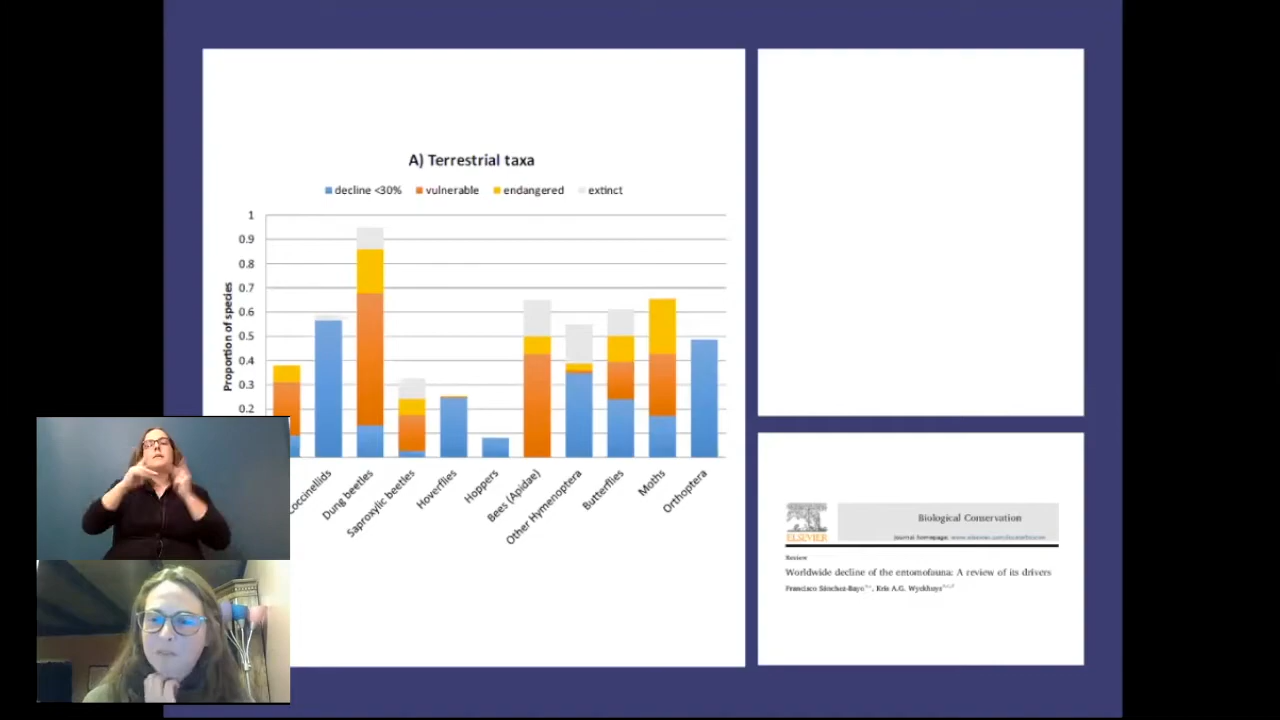 A) Terrestrial taxa
decline <30%
vulnerable
endangered
extinct
Proportion of species
1
0.9
0.8
0.7
0.6
0.5
0.4
0.3
0.2
Dung beetles
Saproxylic beetles
Hoverflies
Hoppers
Bees (Apidae)
Other Hymenoptera
Butterflies
Moths
Orthoptera
ELSEVIER
Biological Conservation
journal homepage:
Review
Worldwide decline of the entomofauna: A review of its drivers
Francisco Sánchez-Bayo, Kris A.G. Wyckhuys